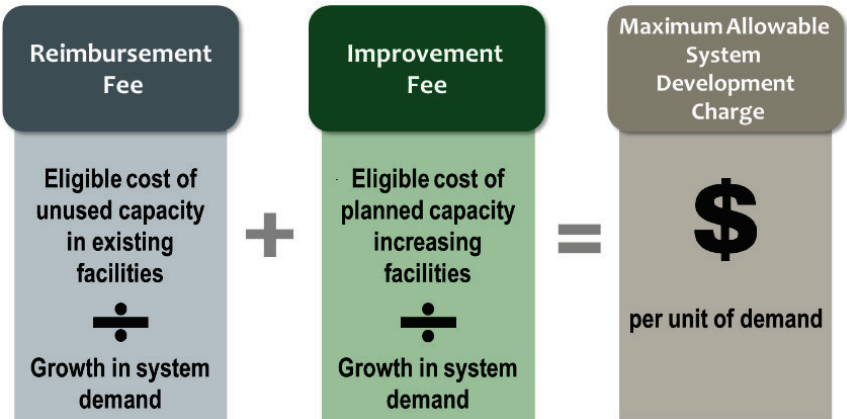 Reimbursement
Fee
Eligible cost of
unused capacity
in existing
facilities
÷
Growth in system
demand
+
Improvement
Fee
Eligible cost of
planned capacity
increasing
facilities
÷
Growth in system
demand
=
Maximum Allowable
System
Development
Charge
$
per unit of demand